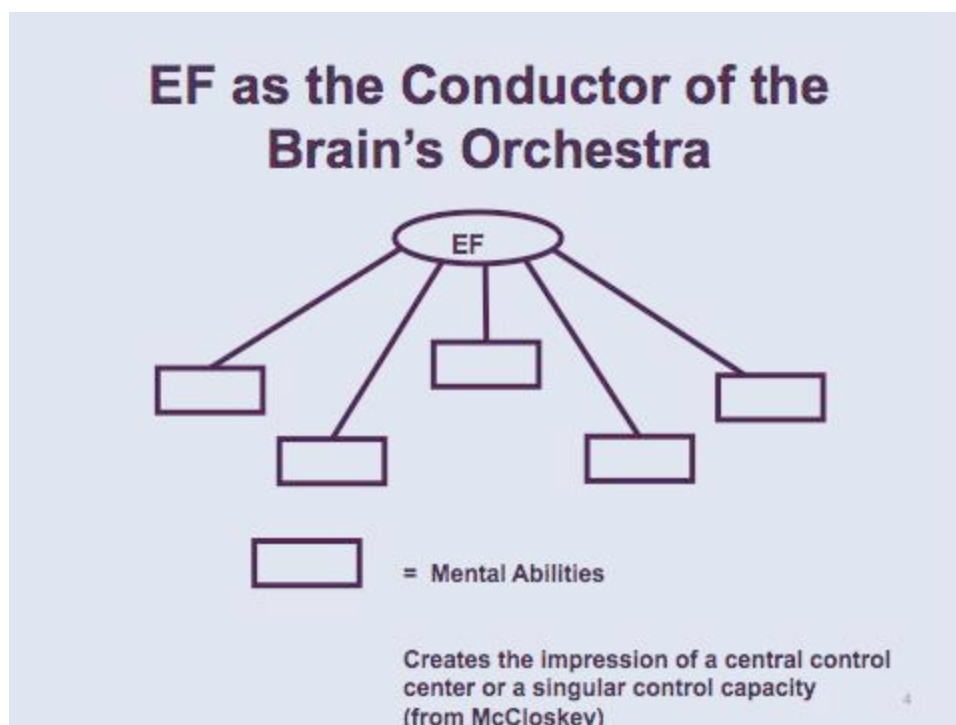 EF as the Conductor of the
Brain's Orchestra
EF
= Mental Abilities
Creates the impression of a central control
center or a singular control capacity
(from McCloskey)
4